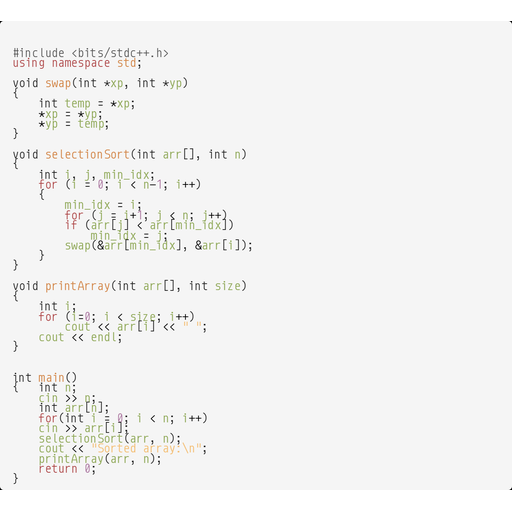 #include <bits/stdc++.h>
using namespace std;

void swap(int *xp, int *yp)
{
    int temp = *xp;
    *xp = *yp;
    *yp = temp;
}

void selectionSort(int arr[], int n)
{
    int i, j, min_idx;
    for (i = 0; i < n-1; i++)
    {
        min_idx = i;
        for (j = i+1; j < n; j++)
        if (arr[j] < arr[min_idx])
            min_idx = j;
        swap(&arr[min_idx], &arr[i]);
    }
}

void printArray(int arr[], int size)
{
    int i;
    for (i=0; i < size; i++)
        cout << arr[i] << " ";
    cout << endl;
}


int main()
{   int n;
    cin >> n;
    int arr[n];
    for(int i = 0; i < n; i++)
    cin >> arr[i];
    selectionSort(arr, n);
    cout << "Sorted array:\n";
    printArray(arr, n);
    return 0;
}